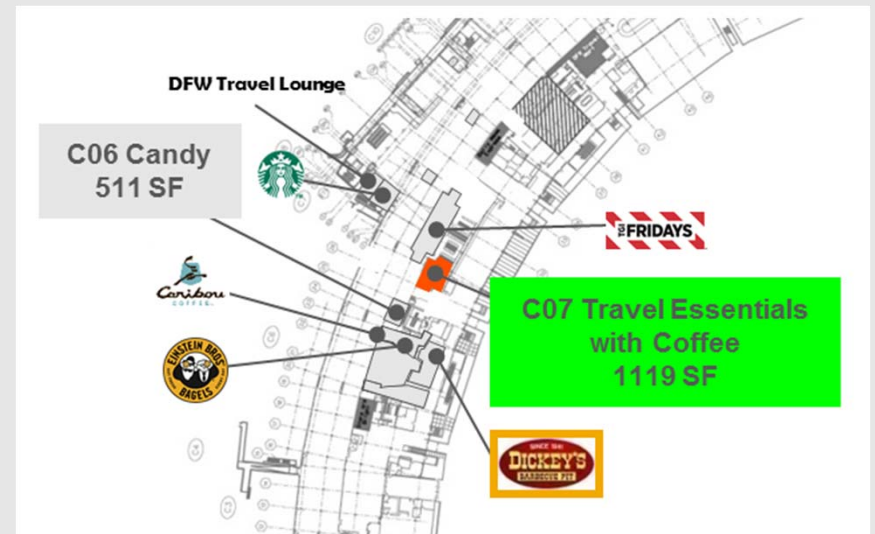 DFW Travel Lounge
C06 Candy
511 SF
TGI FRIDAYS
Caribou
COFFEE
C07 Travel Essentials
with Coffee
1119 SF
EINSTEIN BROS
BAGELS
DICKEY'S
BARBECUE PIT